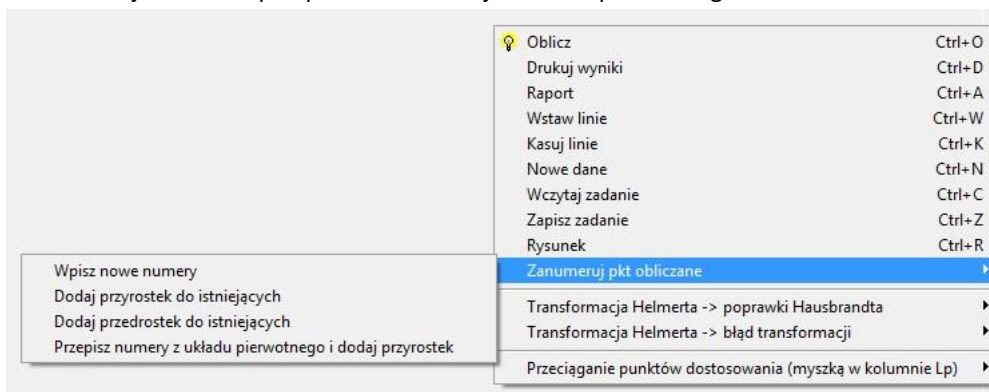 Oblicz Ctrl+O
Drukuj wyniki Ctrl+D
Raport Ctrl+A
Wstaw linie Ctrl+W
Kasuj linie Ctrl+K
Nowe dane Ctrl+N
Wczytaj zadanie Ctrl+C
Zapisz zadanie Ctrl+Z
Rysunek Ctrl+R
Zanumeruj pkt obliczane
Wpisz nowe numery
Dodaj przyrostek do istniejących
Dodaj przedrostek do istniejących
Przepisz numery z układu pierwotnego i dodaj przyrostek
Transformacja Helmerta -> poprawki Hausbrandta
Transformacja Helmerta -> błąd transformacji
Przeciąganie punktów dostosowania (myszką w kolumnie Lp)